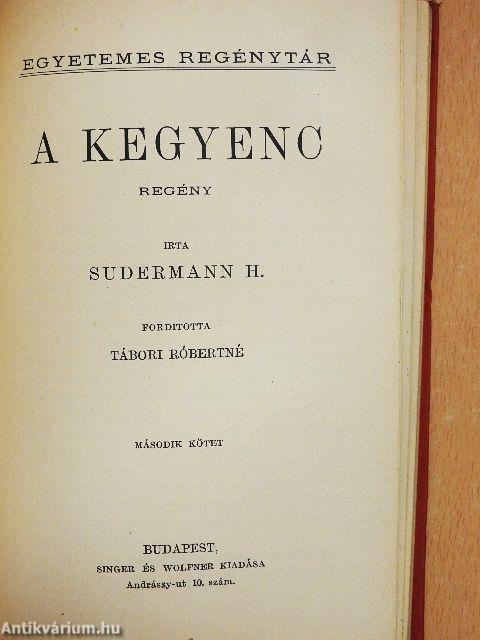 EGYETEMES REGÉNYTÁR
A KEGYENC
REGÉNY
IRTA
SUDERMANN H.
FORDITOTTA
TÁBORI RÓBERTNÉ
MÁSODIK KÖTET
BUDAPEST,
SINGER ÉS WOLFNER KIADÁSA
Andrássy-ut 10. szám.
Antikvárium.hu